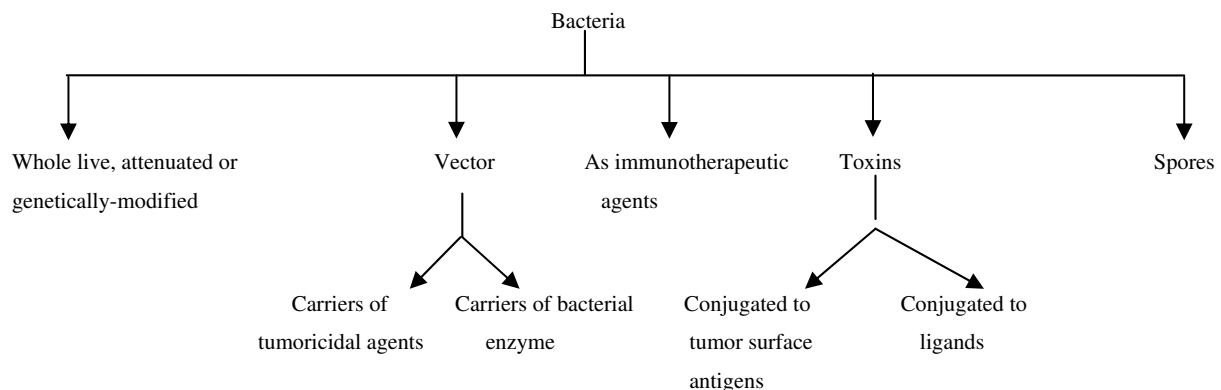 Bacteria
Whole live, attenuated or
genetically-modified
Vector
As immunotherapeutic
agents
Toxins
Spores
Carriers of
tumoricidal agents
Carriers of bacterial
enzyme
Conjugated to
tumor surface
antigens
Conjugated to
ligands